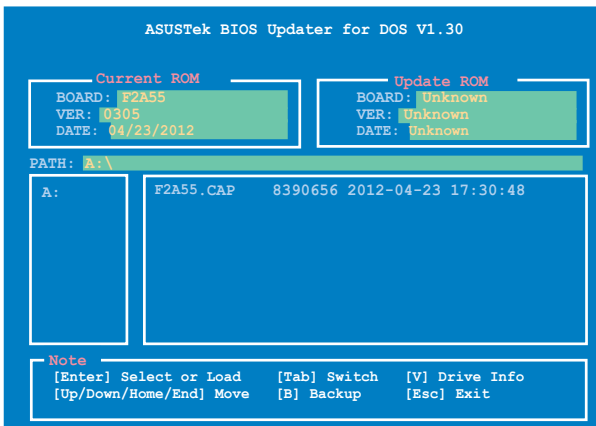 ASUSTek BIOS Updater for DOS V1.30
Current ROM
BOARD: F2A55
VER: 0305
DATE: 04/23/2012
Update ROM
BOARD: Unknown
VER: Unknown
DATE: Unknown
PATH: A:\
A:
F2A55.CAP 8390656 2012-04-23 17:30:48
Note
[Enter] Select or Load [Tab] Switch [V] Drive Info
[Up/Down/Home/End] Move [B] Backup [Esc] Exit